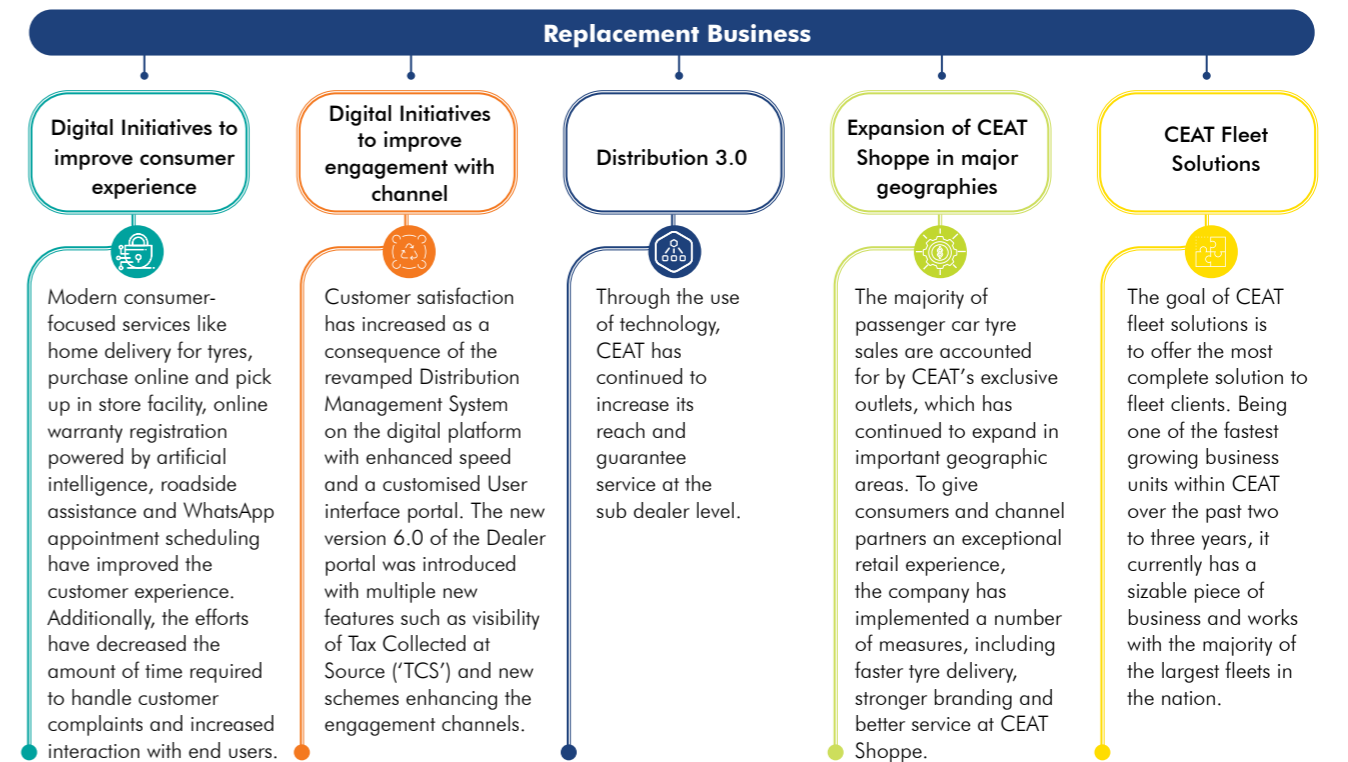 Replacement Business
Digital Initiatives to
improve consumer
experience
Modern consumer-
focused services like
home delivery for tyres,
purchase online and pick
up in store facility, online
warranty registration
powered by artificial
intelligence, roadside
assistance and WhatsApp
appointment scheduling
have improved the
customer experience.
Additionally, the efforts
have decreased the
amount of time required
to handle customer
complaints and increased
interaction with end users.
Digital Initiatives
to improve
engagement with
channel
Customer satisfaction
has increased as a
consequence of the
revamped Distribution
Management System
on the digital platform
with enhanced speed
and a customised User
interface portal. The new
version 6.0 of the Dealer
portal was introduced
with multiple new
features such as visibility
of Tax Collected at
Source (‘TCS’) and new
schemes enhancing the
engagement channels.
Distribution 3.0
Through the use
of technology,
CEAT has
continued to
increase its
reach and
guarantee
service at the
sub dealer level.
Expansion of CEAT
Shoppe in major
geographies
The majority of
passenger car tyre
sales are accounted
for by CEAT’s exclusive
outlets, which has
continued to expand in
important geographic
areas. To give
consumers and channel
partners an exceptional
retail experience,
the company has
implemented a number
of measures, including
faster tyre delivery,
stronger branding and
better service at CEAT
Shoppe.
CEAT Fleet
Solutions
The goal of CEAT
fleet solutions is
to offer the most
complete solution to
fleet clients. Being
one of the fastest
growing business
units within CEAT
over the past two
to three years, it
currently has a
sizable piece of
business and works
with the majority of
the largest fleets in
the nation.